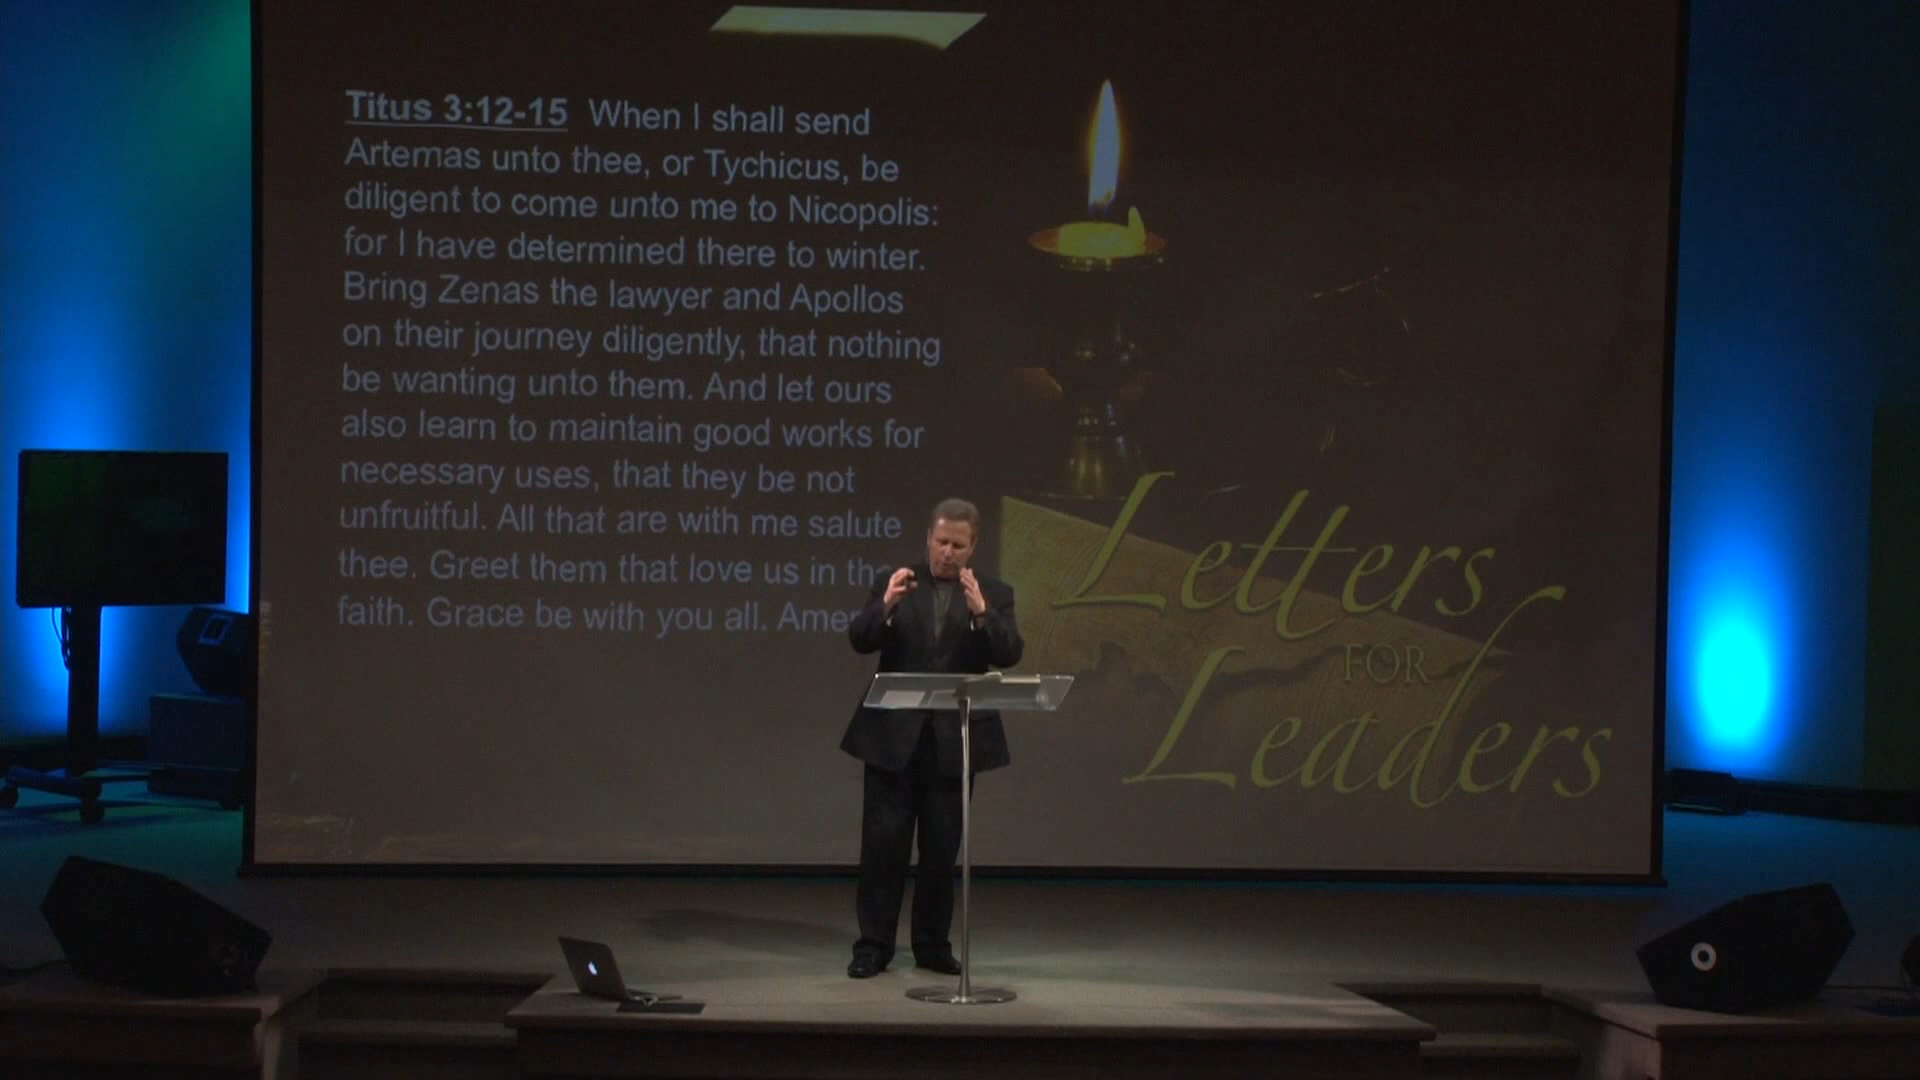 Titus 3:12-15 When I shall send
Artemas unto thee, or Tychicus, be
diligent to come unto me to Nicopolis:
for I have determined there to winter.
Bring Zenas the lawyer and Apollos
on their journey diligently, that nothing
be wanting unto them. And let ours
also learn to maintain good works for
necessary uses, that they be not
unfruitful. All that are with me salute
thee. Greet them that love us in the
faith. Grace be with you all. Amen
Letters
FOR
Leaders